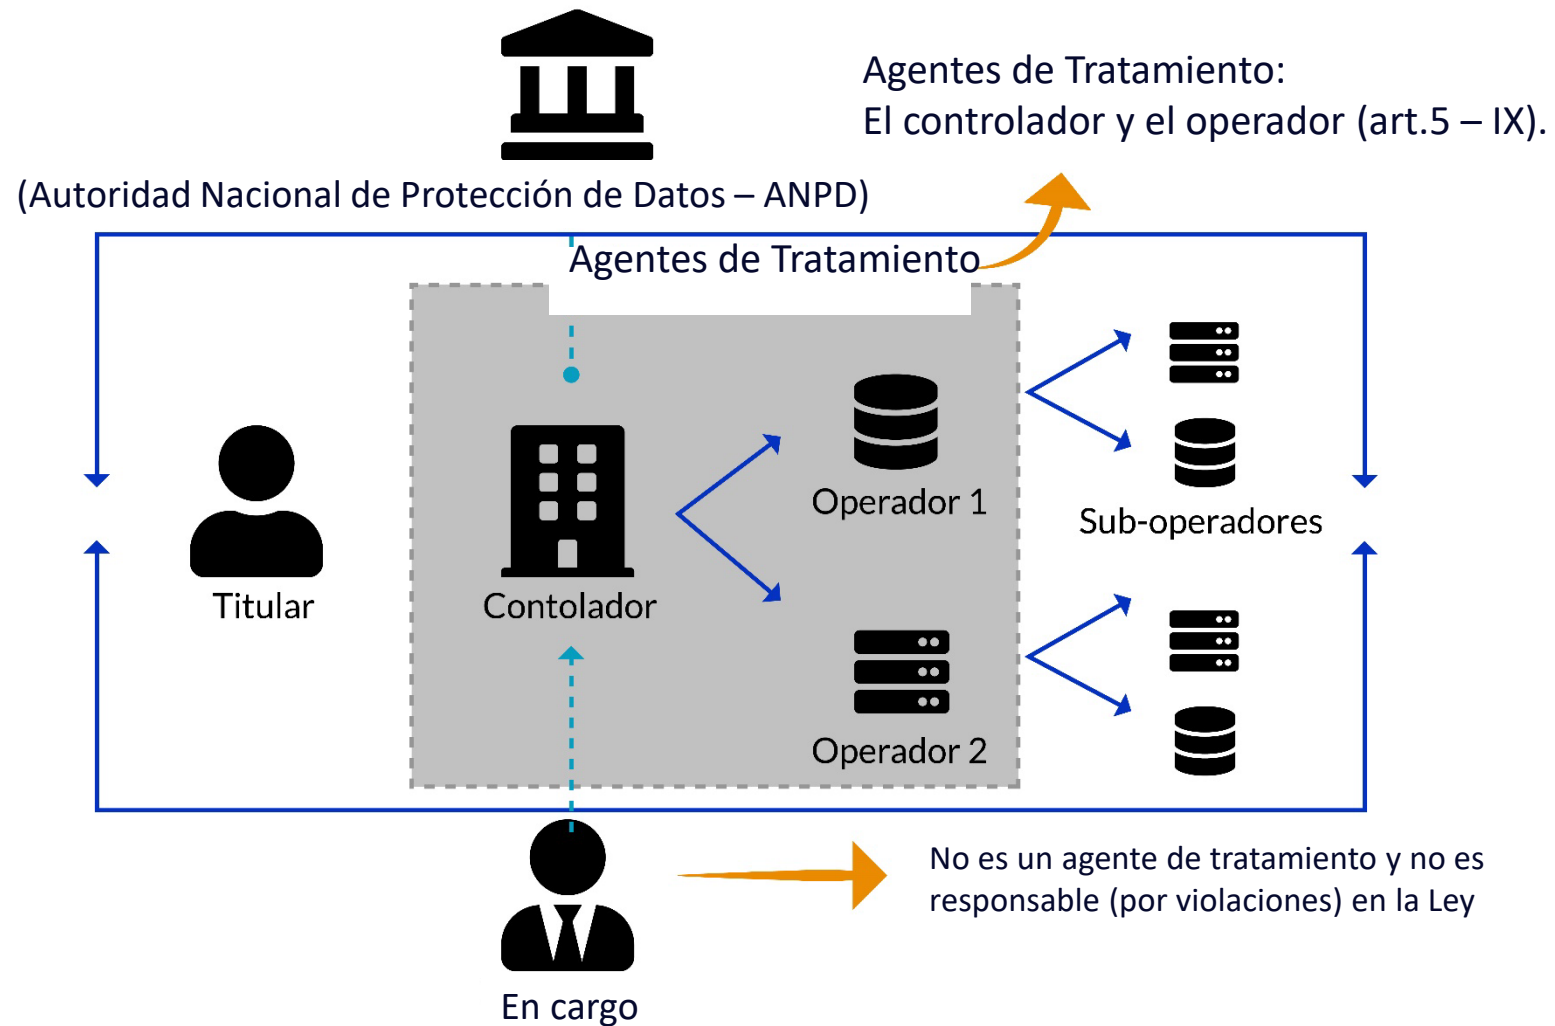 Agentes de Tratamiento:
El controlador y el operador (art.5 – IX).
(Autoridad Nacional de Protección de Datos – ANPD)
Agentes de Tratamiento
Operador 1
Sub-operadores
Titular
Contolador
Operador 2
No es un agente de tratamiento y no es
responsable (por violaciones) en la Ley
En cargo